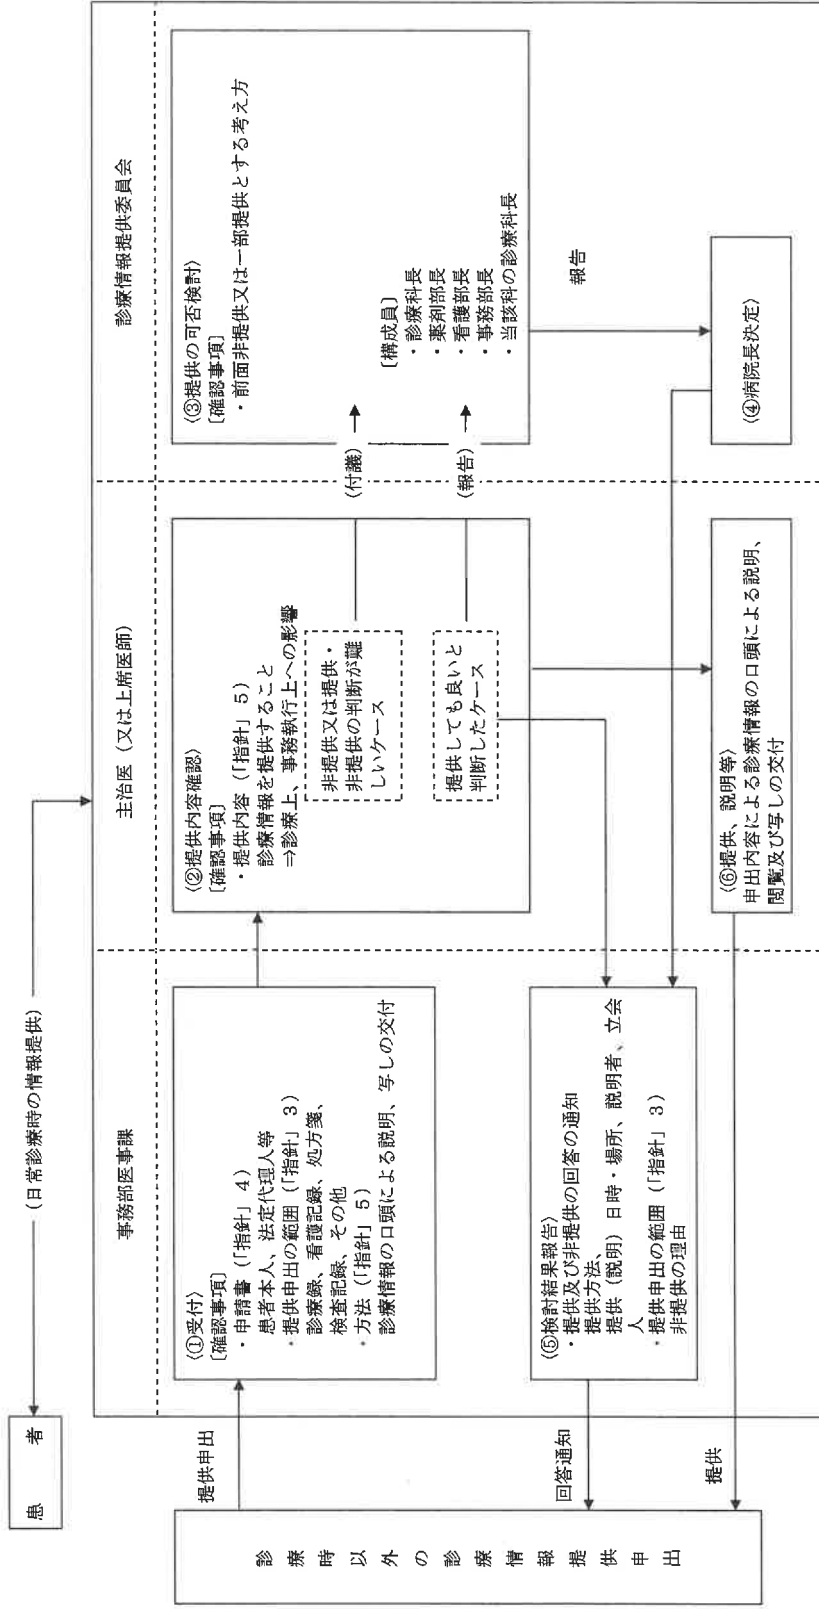 患者
(日常診療時の情報提供)
事務部医事課
主治医(又は上席医師)
診療情報提供委員会
診療時以外の診療情報提供申出
提供申出
〈①受付〉
[確認事項]
・申請書(「指針」4)
患者本人、法定代理人等
・提供申出の範囲(「指針」3)
診療録、看護記録、処方箋、
検査記録、その他
・方法(「指針」5)
診療情報の口頭による説明、写しの交付
〈②提供内容確認〉
[確認事項]
・提供内容(「指針」5)
診療情報を提供すること
⇒診療上、事務執行上への影響
非提供又は提供・
非提供の判断が難
しいケース
提供しても良いと
判断したケース
(付議)
(報告)
〈③提供の可否検討〉
[確認事項]
・前面非提供又は一部提供とする考え方
[構成員]
・診療科長
・薬剤部長
・看護部長
・事務部長
・当該科の診療科長
報告
〈④病院長決定〉
回答通知
〈⑤検討結果報告〉
・提供及び非提供の回答の通知
提供方法、
提供(説明)日時・場所、説明者、立会
人
・提供申出の範囲(「指針」3)
非提供の理由
提供
〈⑥提供、説明等〉
申出内容による診療情報の口頭による説明、
閲覧及び写しの交付